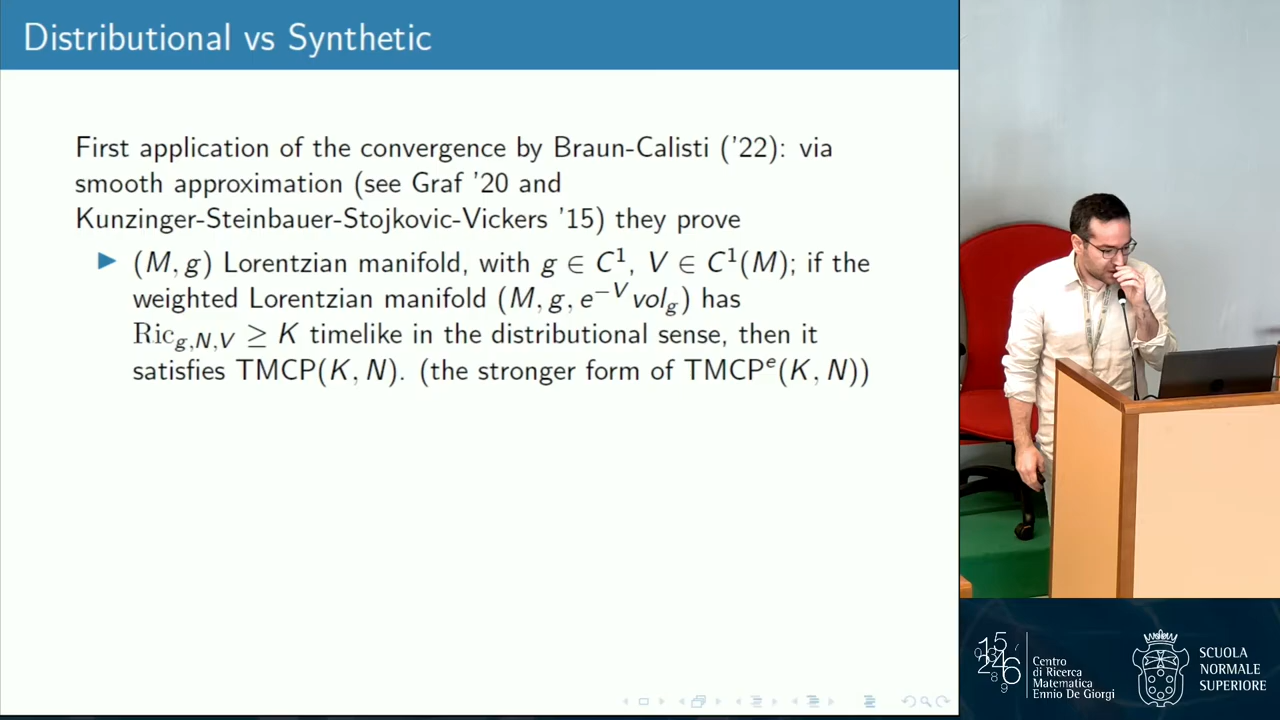 Distributional vs Synthetic
First application of the convergence by Braun-Calisti ('22): via
smooth approximation (see Graf '20 and
Kunzinger-Steinbauer-Stojkovic-Vickers '15) they prove
▶ (M, g) Lorentzian manifold, with g ∈ C¹, V ∈ C¹(M); if the
weighted Lorentzian manifold (M, g, e⁻ⱽvol_g) has
Ric_{g,N,V} ≥ K timelike in the distributional sense, then it
satisfies TMCP(K, N). (the stronger form of TMCPᵉ(K, N))
Centro
di Ricerca
Matematica
Ennio De Giorgi
SCUOLA
NORMALE
SUPERIORE